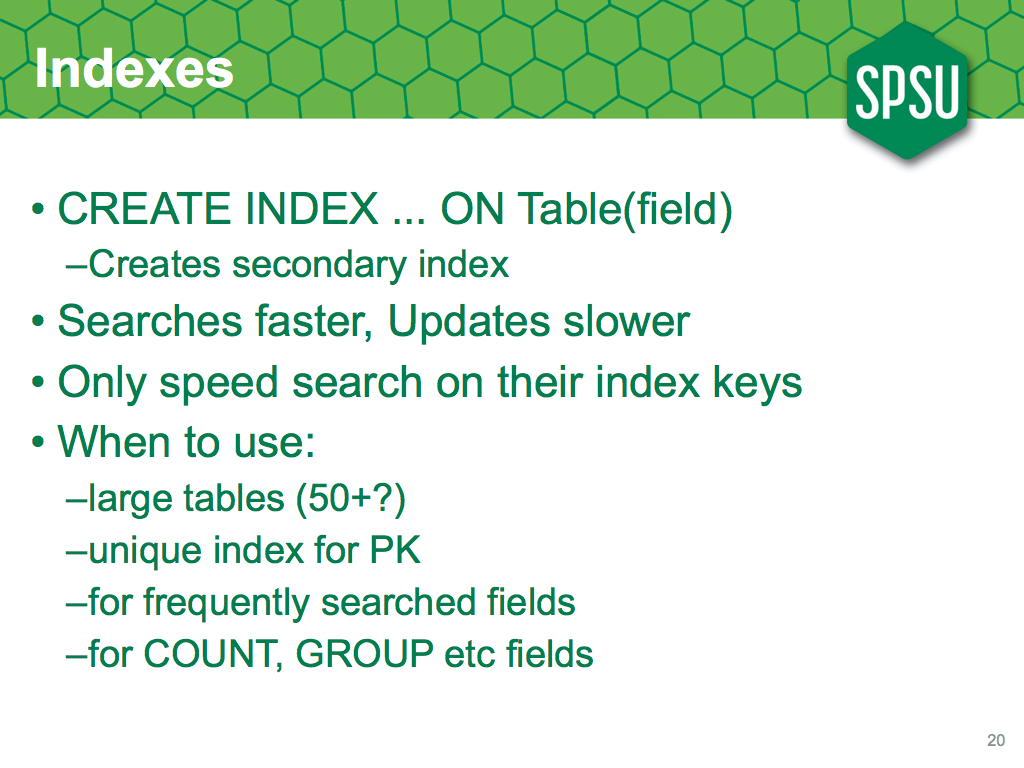 Indexes
SPSU
• CREATE INDEX ... ON Table(field)
–Creates secondary index
• Searches faster, Updates slower
• Only speed search on their index keys
• When to use:
–large tables (50+?)
–unique index for PK
–for frequently searched fields
–for COUNT, GROUP etc fields
20